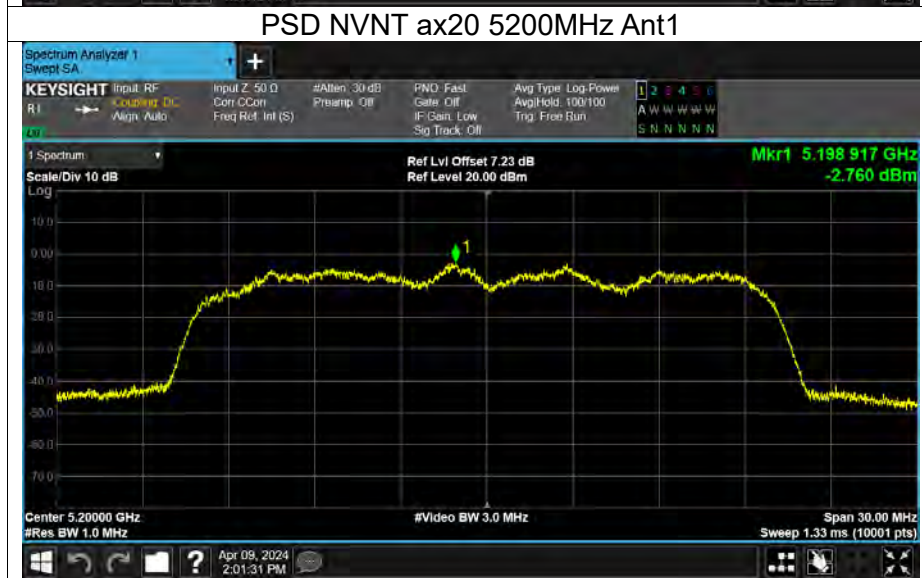 PSD NVNT ax20 5200MHz Ant1
Spectrum Analyzer 1
Swept SA
+
KEYSIGHT Input: RF
Coupling: DC
Align: Auto
Input Z: 50 Ω
Corr CCorr
Freq Ref: Int (S)
#Atten: 30 dB
Preamp: Off
PNO: Fast
Gate: Off
IF Gain: Low
Sig Track: Off
Avg Type: Log-Power
Avg|Hold: 100/100
Trig: Free Run
1 2 3 4 5 6
A W W W W W
S N N N N N
1 Spectrum
Scale/Div 10 dB
Log
Ref Lvl Offset 7.23 dB
Ref Level 20.00 dBm
Mkr1 5.198 917 GHz
-2.760 dBm
10.0
0.00
-10.0
-20.0
-30.0
-40.0
-50.0
-60.0
-70.0
1
Center 5.20000 GHz
#Res BW 1.0 MHz
#Video BW 3.0 MHz
Span 30.00 MHz
Sweep 1.33 ms (10001 pts)
?
Apr 09, 2024
2:01:31 PM